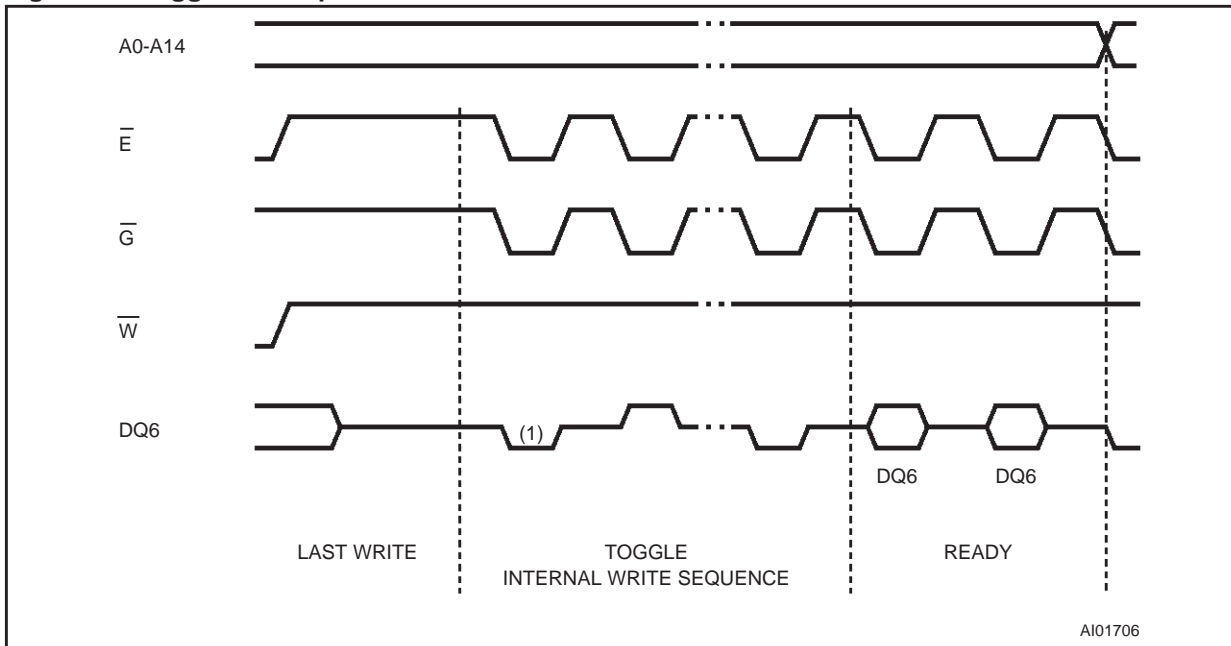 A0-A14
E
G
W
DQ6
(1)
DQ6 DQ6
LAST WRITE TOGGLE READY
INTERNAL WRITE SEQUENCE
AI01706